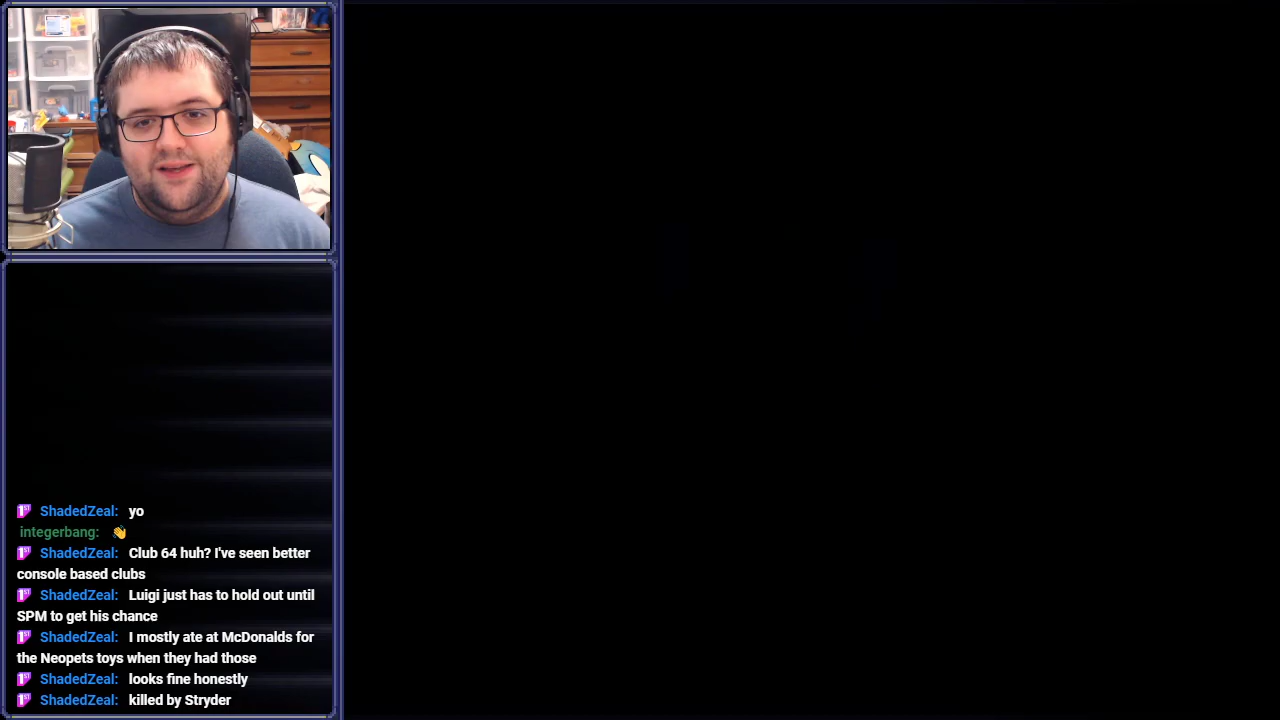 ShadedZeal: yo
integerbang: 👋
ShadedZeal: Club 64 huh? I've seen better
console based clubs
ShadedZeal: Luigi just has to hold out until
SPM to get his chance
ShadedZeal: I mostly ate at McDonalds for
the Neopets toys when they had those
ShadedZeal: looks fine honestly
ShadedZeal: killed by Stryder